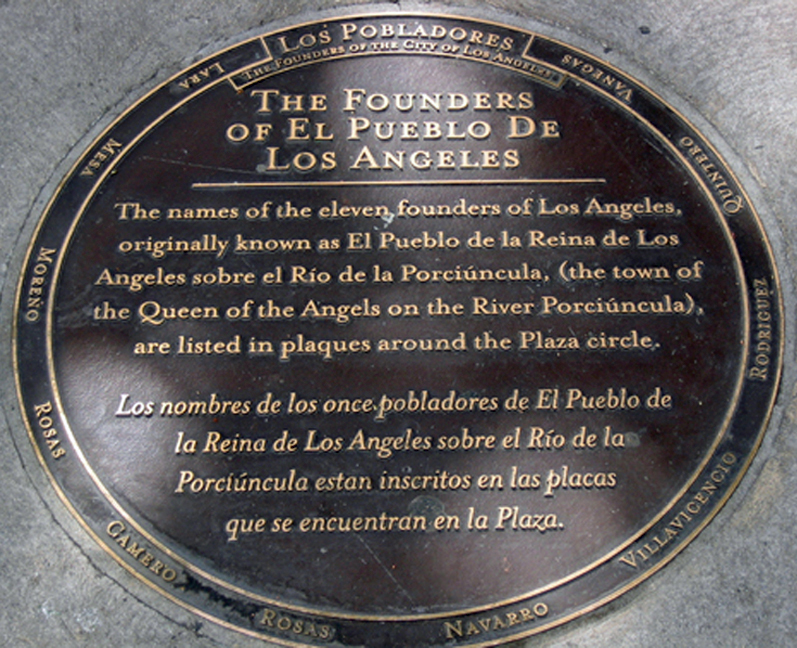 LOS POBLADORES
THE FOUNDERS OF THE CITY OF LOS ANGELES
VANEGAS
QUINTERO
RODRIGUEZ
VILLAVICENCIO
NAVARRO
ROSAS
CAMERO
ROSAS
MOREÑO
MESA
LARA
THE FOUNDERS
OF EL PUEBLO DE
LOS ANGELES
The names of the eleven founders of Los Angeles,
originally known as El Pueblo de la Reina de Los
Angeles sobre el Río de la Porciúncula, (the town of
the Queen of the Angels on the River Porciúncula),
are listed in plaques around the Plaza circle.
Los nombres de los once pobladores de El Pueblo de
la Reina de Los Angeles sobre el Río de la
Porciúncula estan inscritos en las placas
que se encuentran en la Plaza.